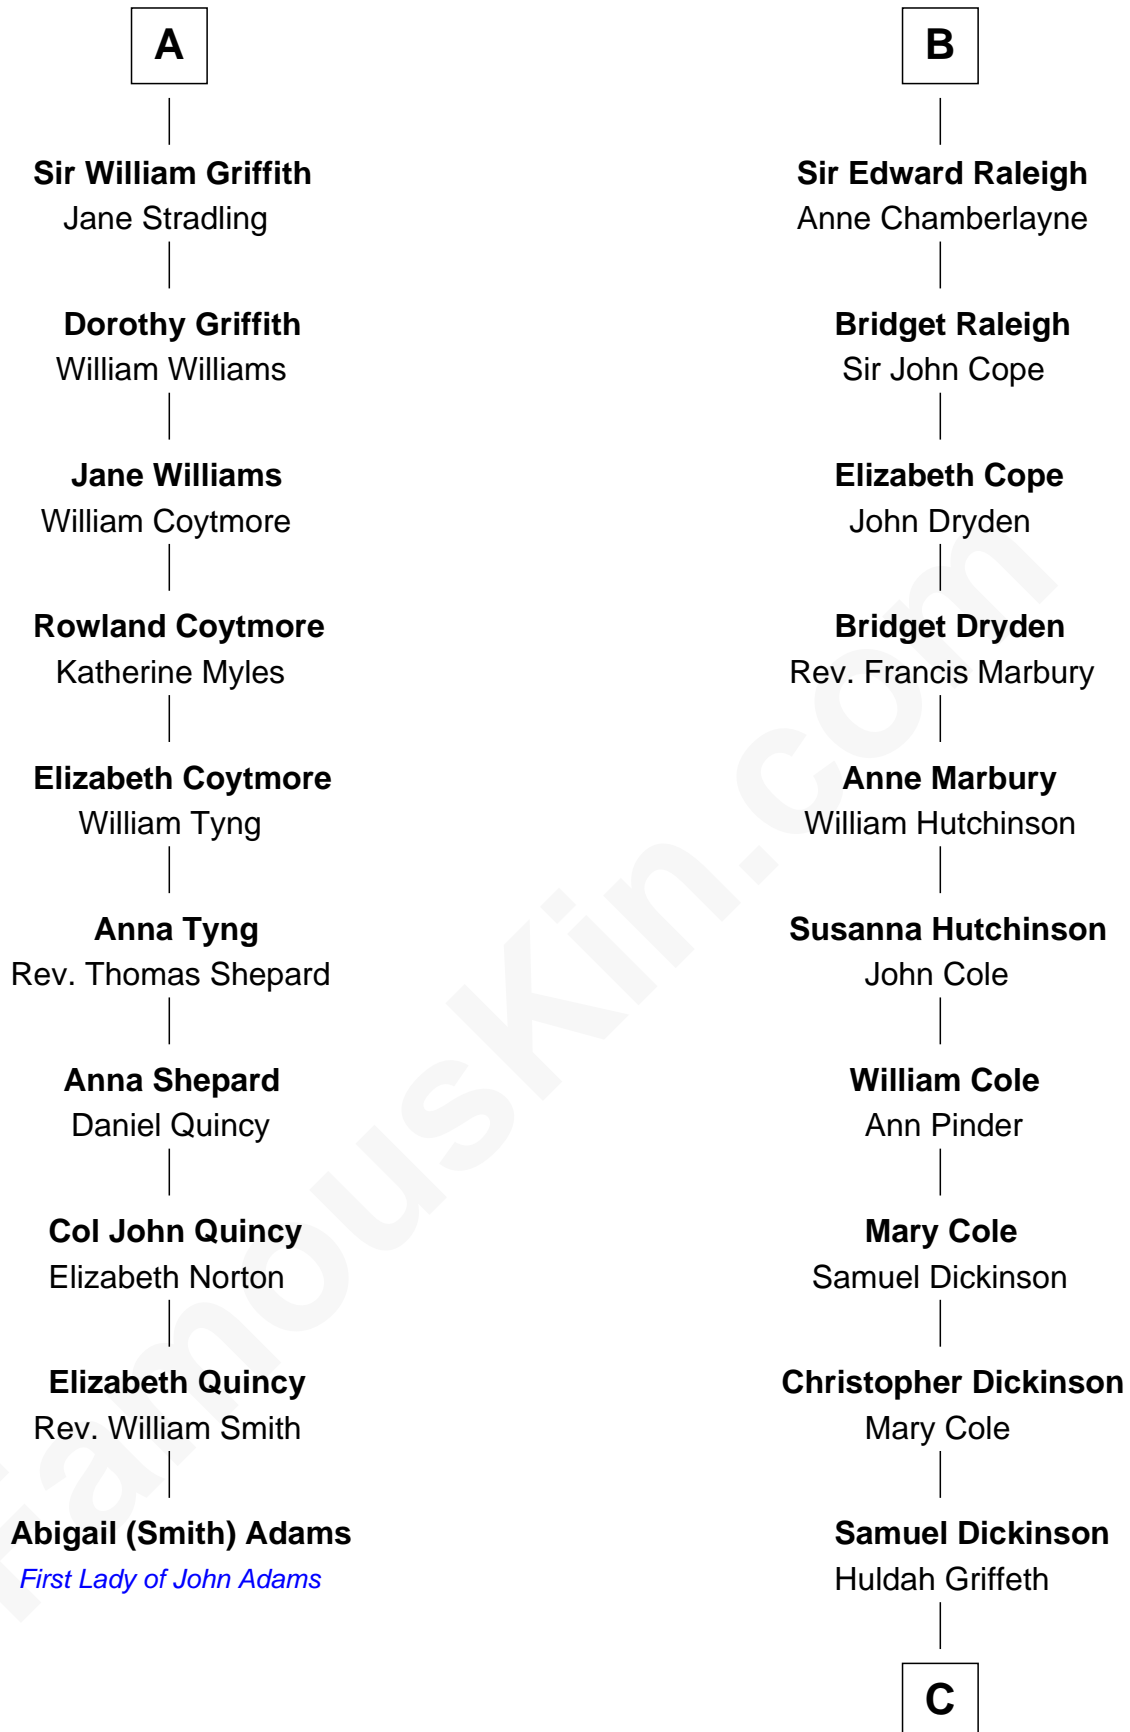 A
Sir William Griffith
Jane Stradling
Dorothy Griffith
William Williams
Jane Williams
William Coytmore
Rowland Coytmore
Katherine Myles
Elizabeth Coytmore
William Tyng
Anna Tyng
Rev. Thomas Shepard
Anna Shepard
Daniel Quincy
Col John Quincy
Elizabeth Norton
Elizabeth Quincy
Rev. William Smith
Abigail (Smith) Adams
First Lady of John Adams
B
Sir Edward Raleigh
Anne Chamberlayne
Bridget Raleigh
Sir John Cope
Elizabeth Cope
John Dryden
Bridget Dryden
Rev. Francis Marbury
Anne Marbury
William Hutchinson
Susanna Hutchinson
John Cole
William Cole
Ann Pinder
Mary Cole
Samuel Dickinson
Christopher Dickinson
Mary Cole
Samuel Dickinson
Huldah Griffeth
C
FamousKin.com